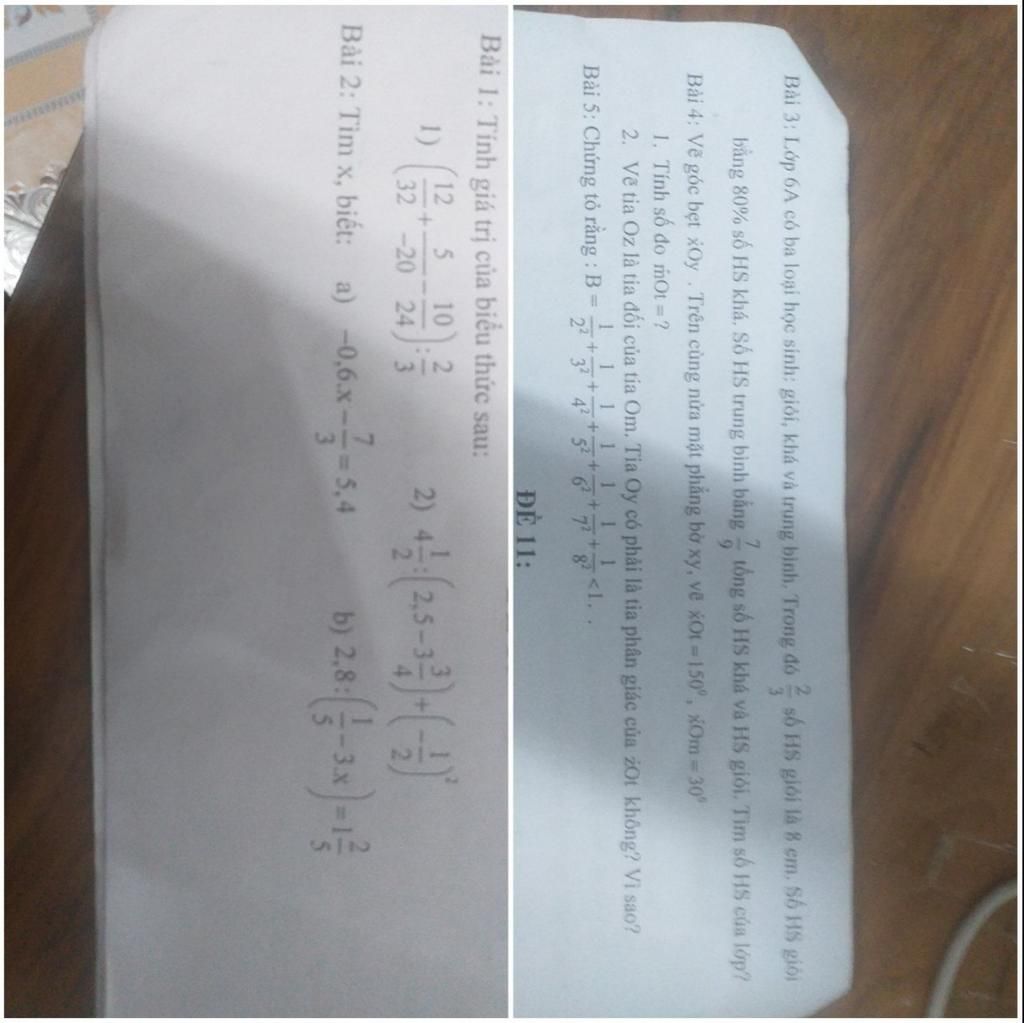 Bài 3: Lớp 6A có ba loại học sinh: giỏi, khá và trung bình. Trong đó 2/3 số HS giỏi là 8 em. Số HS giỏi
bằng 80% số HS khá. Số HS trung bình bằng 7/9 tổng số HS khá và HS giỏi. Tìm số HS của lớp?
Bài 4: Vẽ góc bẹt x̂Oy . Trên cùng nửa mặt phẳng bờ xy, vẽ x̂Ot = 150⁰, x̂Om = 30⁰
1. Tính số đo m̂Ot = ?
2. Vẽ tia Oz là tia đối của tia Om. Tia Oy có phải là tia phân giác của ẑOt không? Vì sao?
Bài 5: Chứng tỏ rằng : B = 1/2² + 1/3² + 1/4² + 1/5² + 1/6² + 1/7² + 1/8² <1 . .
ĐỀ 11:
Bài 1: Tính giá trị của biểu thức sau:
1) (12/32 + 5/-20 - 10/24) : 2/3 2) 4 1/2 : (2,5 - 3 3/4) + (-1/2)²
Bài 2: Tìm x, biết: a) -0,6.x - 7/3 = 5,4 b) 2,8 : (1/5 - 3.x) = 1 2/5